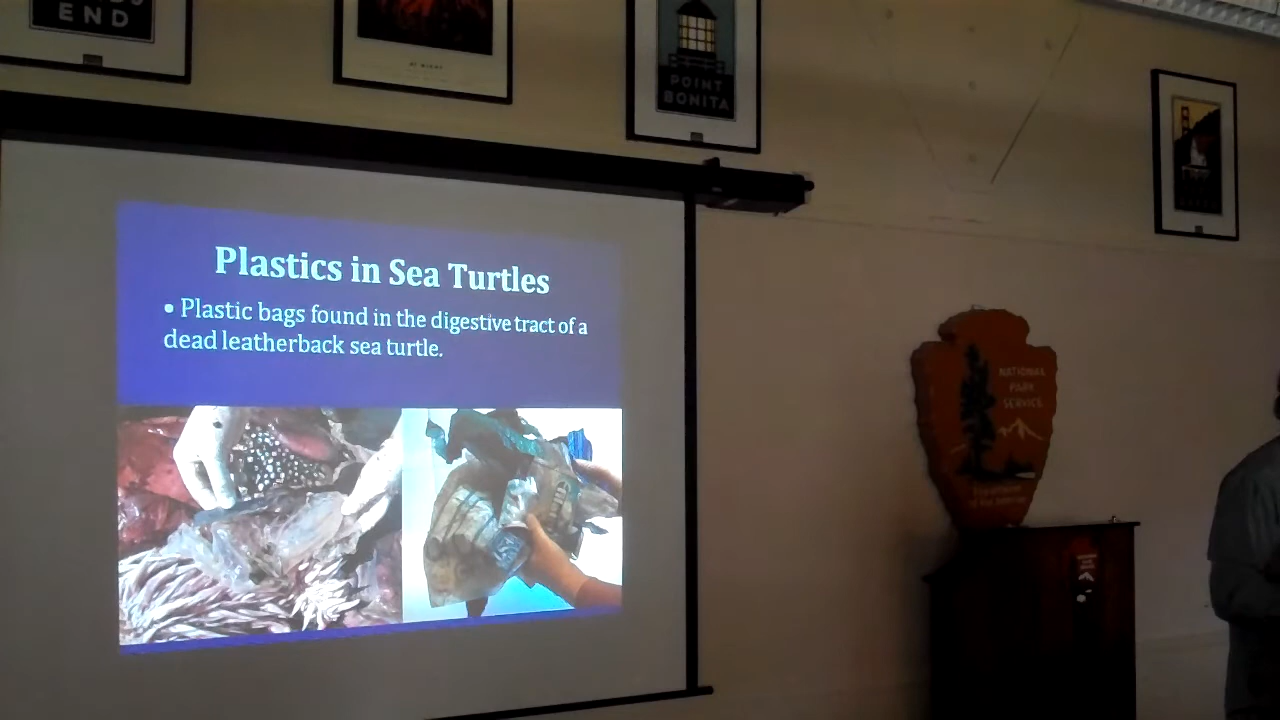 END
POINT
BONITA
Plastics in Sea Turtles
• Plastic bags found in the digestive tract of a
dead leatherback sea turtle.
NATIONAL
PARK
SERVICE